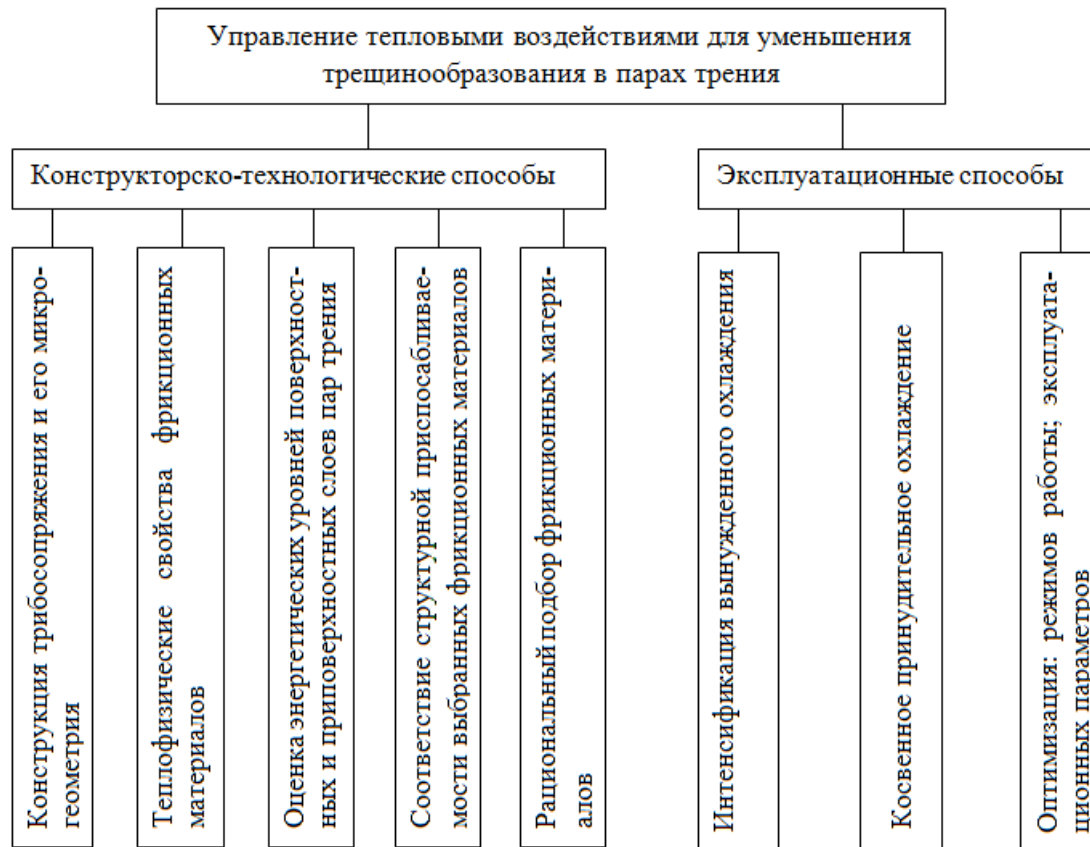 Управление тепловыми воздействиями для уменьшения
трещинообразования в парах трения
Конструкторско-технологические способы
Эксплуатационные способы
Конструкция трибосопряжения и его микро-
геометрия
Теплофизические свойства фрикционных
материалов
Оценка энергетических уровней поверхност-
ных и приповерхностных слоев пар трения
Соответствие структурной приспосабливае-
мости выбранных фрикционных материалов
Рациональный подбор фрикционных матери-
алов
Интенсификация вынужденного охлаждения
Косвенное принудительное охлаждение
Оптимизация: режимов работы; эксплуата-
ционных параметров